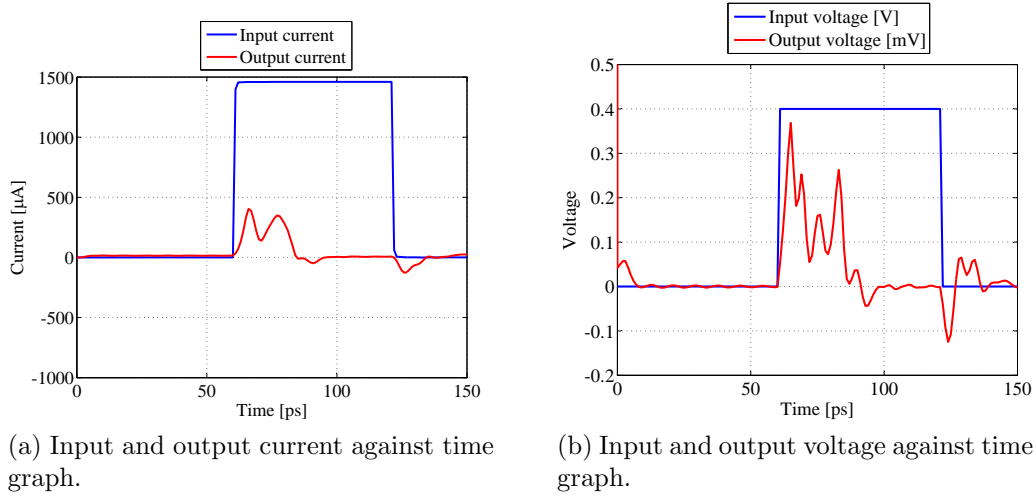 Input current
Output current
1500
1000
500
0
-500
-1000
Current [µA]
0
50
100
150
Time [ps]
Input voltage [V]
Output voltage [mV]
0.5
0.4
0.3
0.2
0.1
0
-0.1
-0.2
Voltage
0
50
100
150
Time [ps]
(a) Input and output current against time
graph.
(b) Input and output voltage against time
graph.